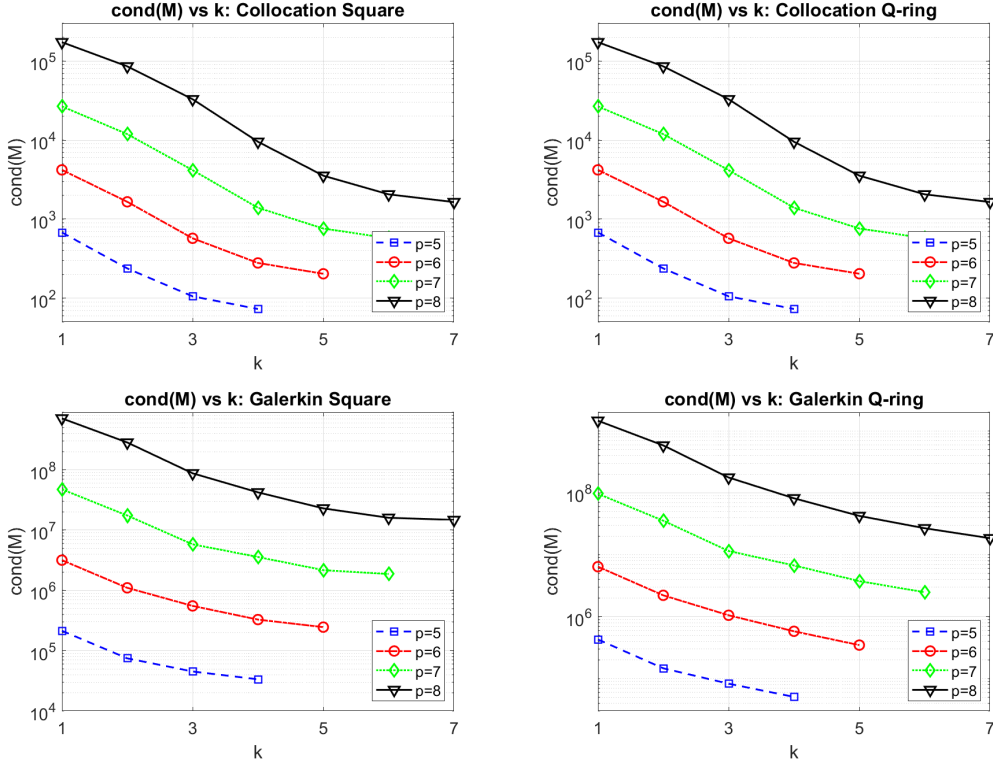 cond(M) vs k: Collocation Square
10^5
10^4
10^3
10^2
cond(M)
1
3
5
7
k
p=5
p=6
p=7
p=8
cond(M) vs k: Collocation Q-ring
10^5
10^4
10^3
10^2
cond(M)
1
3
5
7
k
p=5
p=6
p=7
p=8
cond(M) vs k: Galerkin Square
10^8
10^7
10^6
10^5
10^4
cond(M)
1
3
5
7
k
p=5
p=6
p=7
p=8
cond(M) vs k: Galerkin Q-ring
10^8
10^6
cond(M)
1
3
5
7
k
p=5
p=6
p=7
p=8